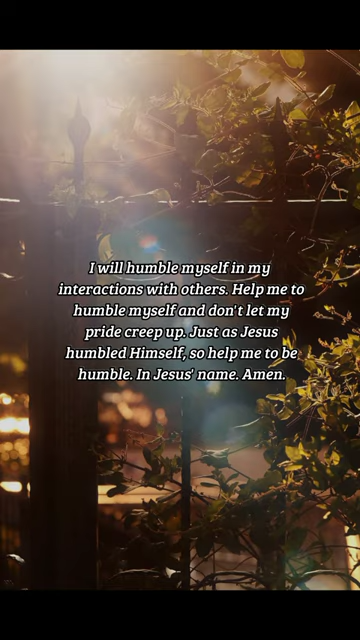 I will humble myself in my
interactions with others. Help me to
humble myself and don't let my
pride creep up. Just as Jesus
humbled Himself, so help me to be
humble. In Jesus' name. Amen.